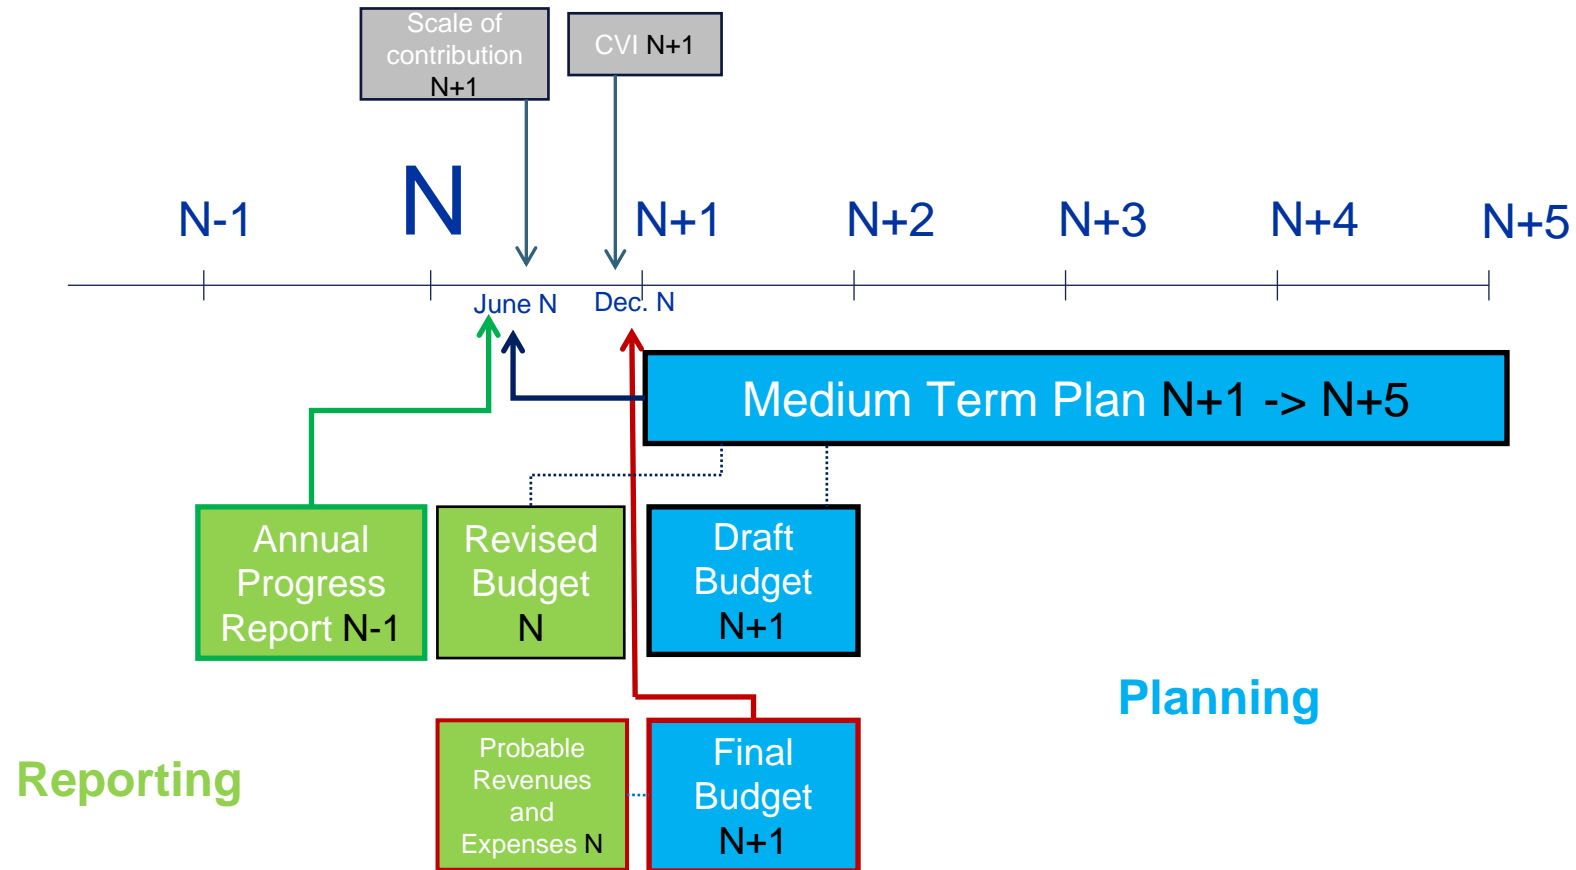 Scale of
contribution
N+1
CVI N+1
N-1
N
N+1
N+2
N+3
N+4
N+5
June N
Dec. N
Medium Term Plan N+1 -> N+5
Annual
Progress
Report N-1
Revised
Budget
N
Draft
Budget
N+1
Planning
Reporting
Probable
Revenues
and
Expenses N
Final
Budget
N+1